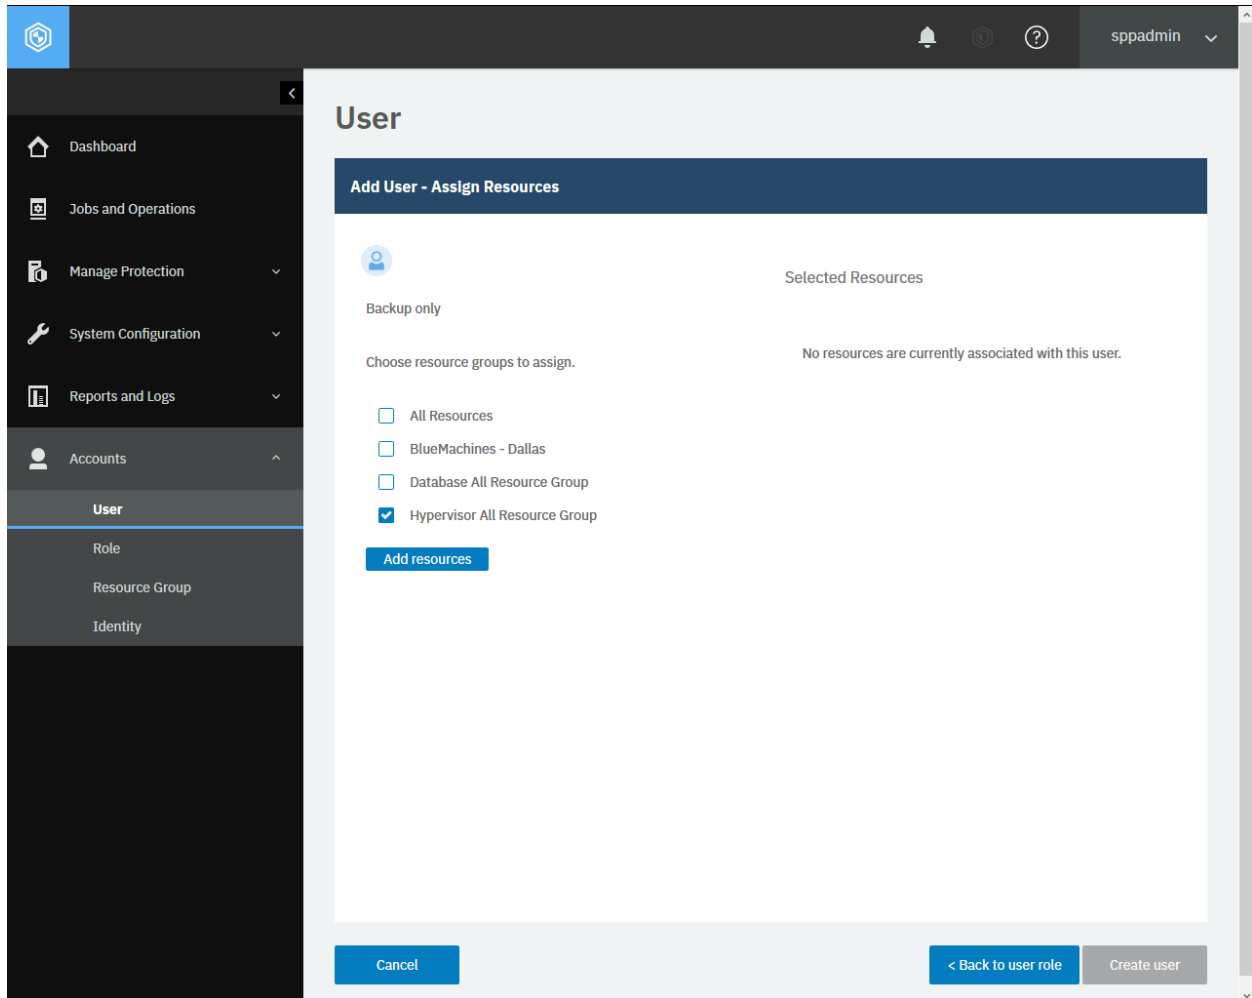 sppadmin
Dashboard
Jobs and Operations
Manage Protection
System Configuration
Reports and Logs
Accounts
User
Role
Resource Group
Identity
User
Add User - Assign Resources
Backup only
Choose resource groups to assign.
All Resources
BlueMachines - Dallas
Database All Resource Group
Hypervisor All Resource Group
Add resources
Selected Resources
No resources are currently associated with this user.
Cancel
< Back to user role
Create user